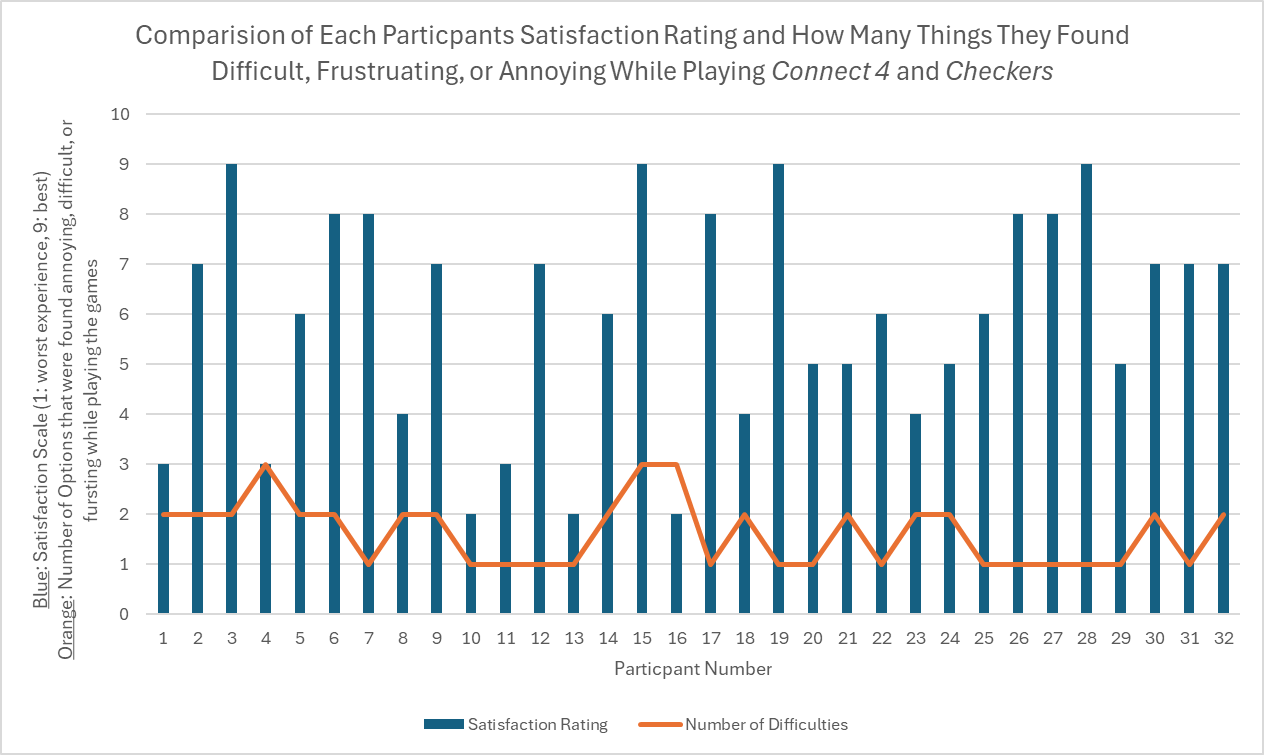 Comparision of Each Particpants Satisfaction Rating and How Many Things They Found
Difficult, Frustruating, or Annoying While Playing Connect 4 and Checkers
Blue: Satisfaction Scale (1: worst experience, 9: best)
Orange: Number of Options that were found annoying, difficult, or
fursting while playing the games
10
9
8
7
6
5
4
3
2
1
0
1 2 3 4 5 6 7 8 9 10 11 12 13 14 15 16 17 18 19 20 21 22 23 24 25 26 27 28 29 30 31 32
Particpant Number
Satisfaction Rating Number of Difficulties